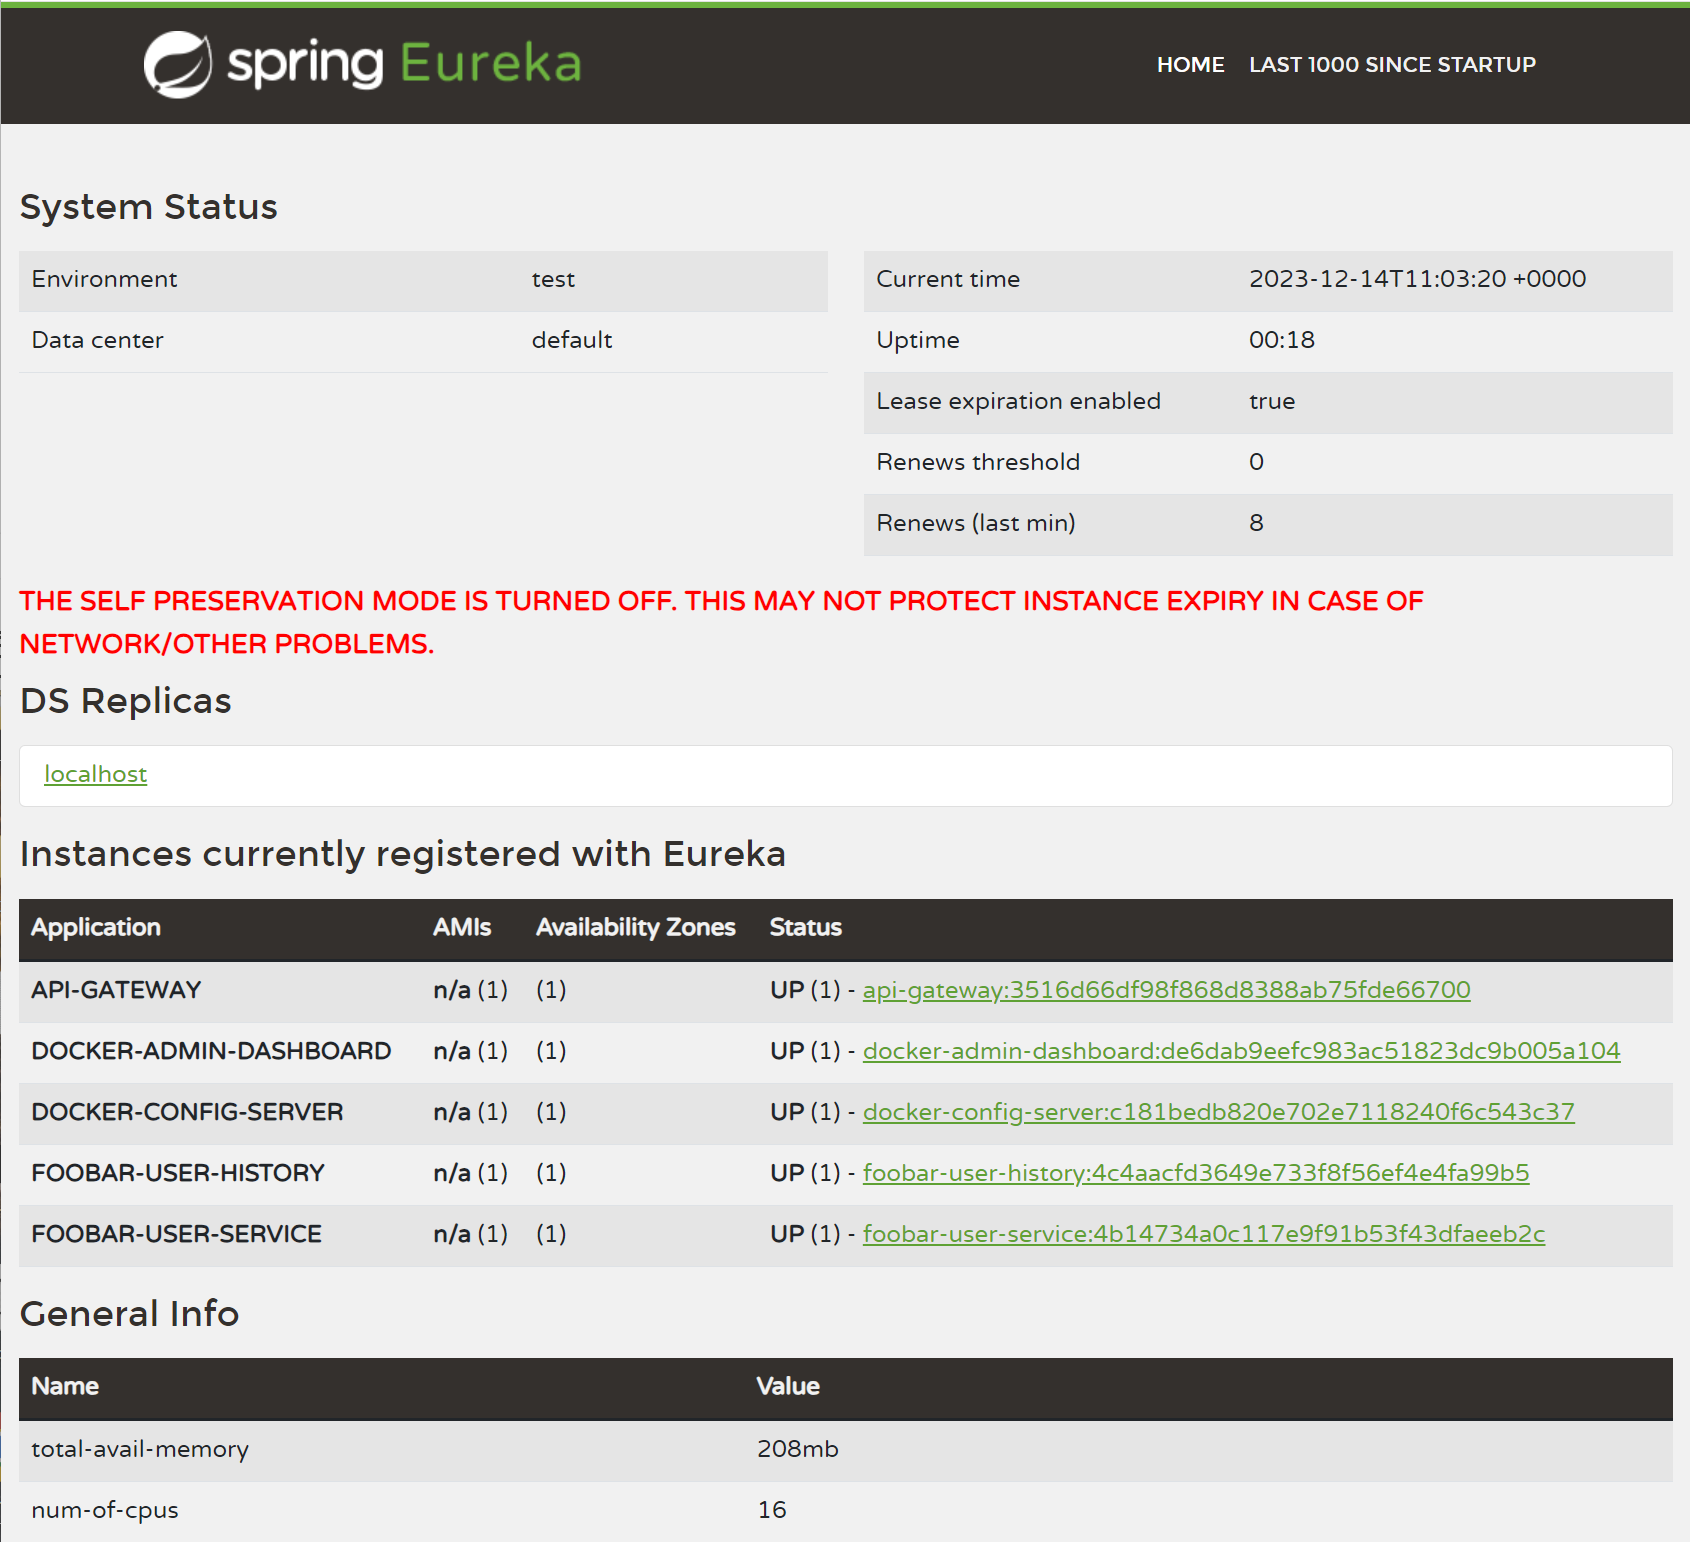 spring Eureka
HOME LAST 1000 SINCE STARTUP
System Status
Environment test
Data center default
Current time 2023-12-14T11:03:20 +0000
Uptime 00:18
Lease expiration enabled true
Renews threshold 0
Renews (last min) 8
THE SELF PRESERVATION MODE IS TURNED OFF. THIS MAY NOT PROTECT INSTANCE EXPIRY IN CASE OF
NETWORK/OTHER PROBLEMS.
DS Replicas
localhost
Instances currently registered with Eureka
Application AMIs Availability Zones Status
API-GATEWAY n/a (1) (1) UP (1) - api-gateway:3516d66df98f868d8388ab75fde66700
DOCKER-ADMIN-DASHBOARD n/a (1) (1) UP (1) - docker-admin-dashboard:de6dab9eefc983ac51823dc9b005a104
DOCKER-CONFIG-SERVER n/a (1) (1) UP (1) - docker-config-server:c181bedb820e702e7118240f6c543c37
FOOBAR-USER-HISTORY n/a (1) (1) UP (1) - foobar-user-history:4c4aacfd3649e733f8f56ef4e4fa99b5
FOOBAR-USER-SERVICE n/a (1) (1) UP (1) - foobar-user-service:4b14734a0c117e9f91b53f43dfaeeb2c
General Info
Name Value
total-avail-memory 208mb
num-of-cpus 16